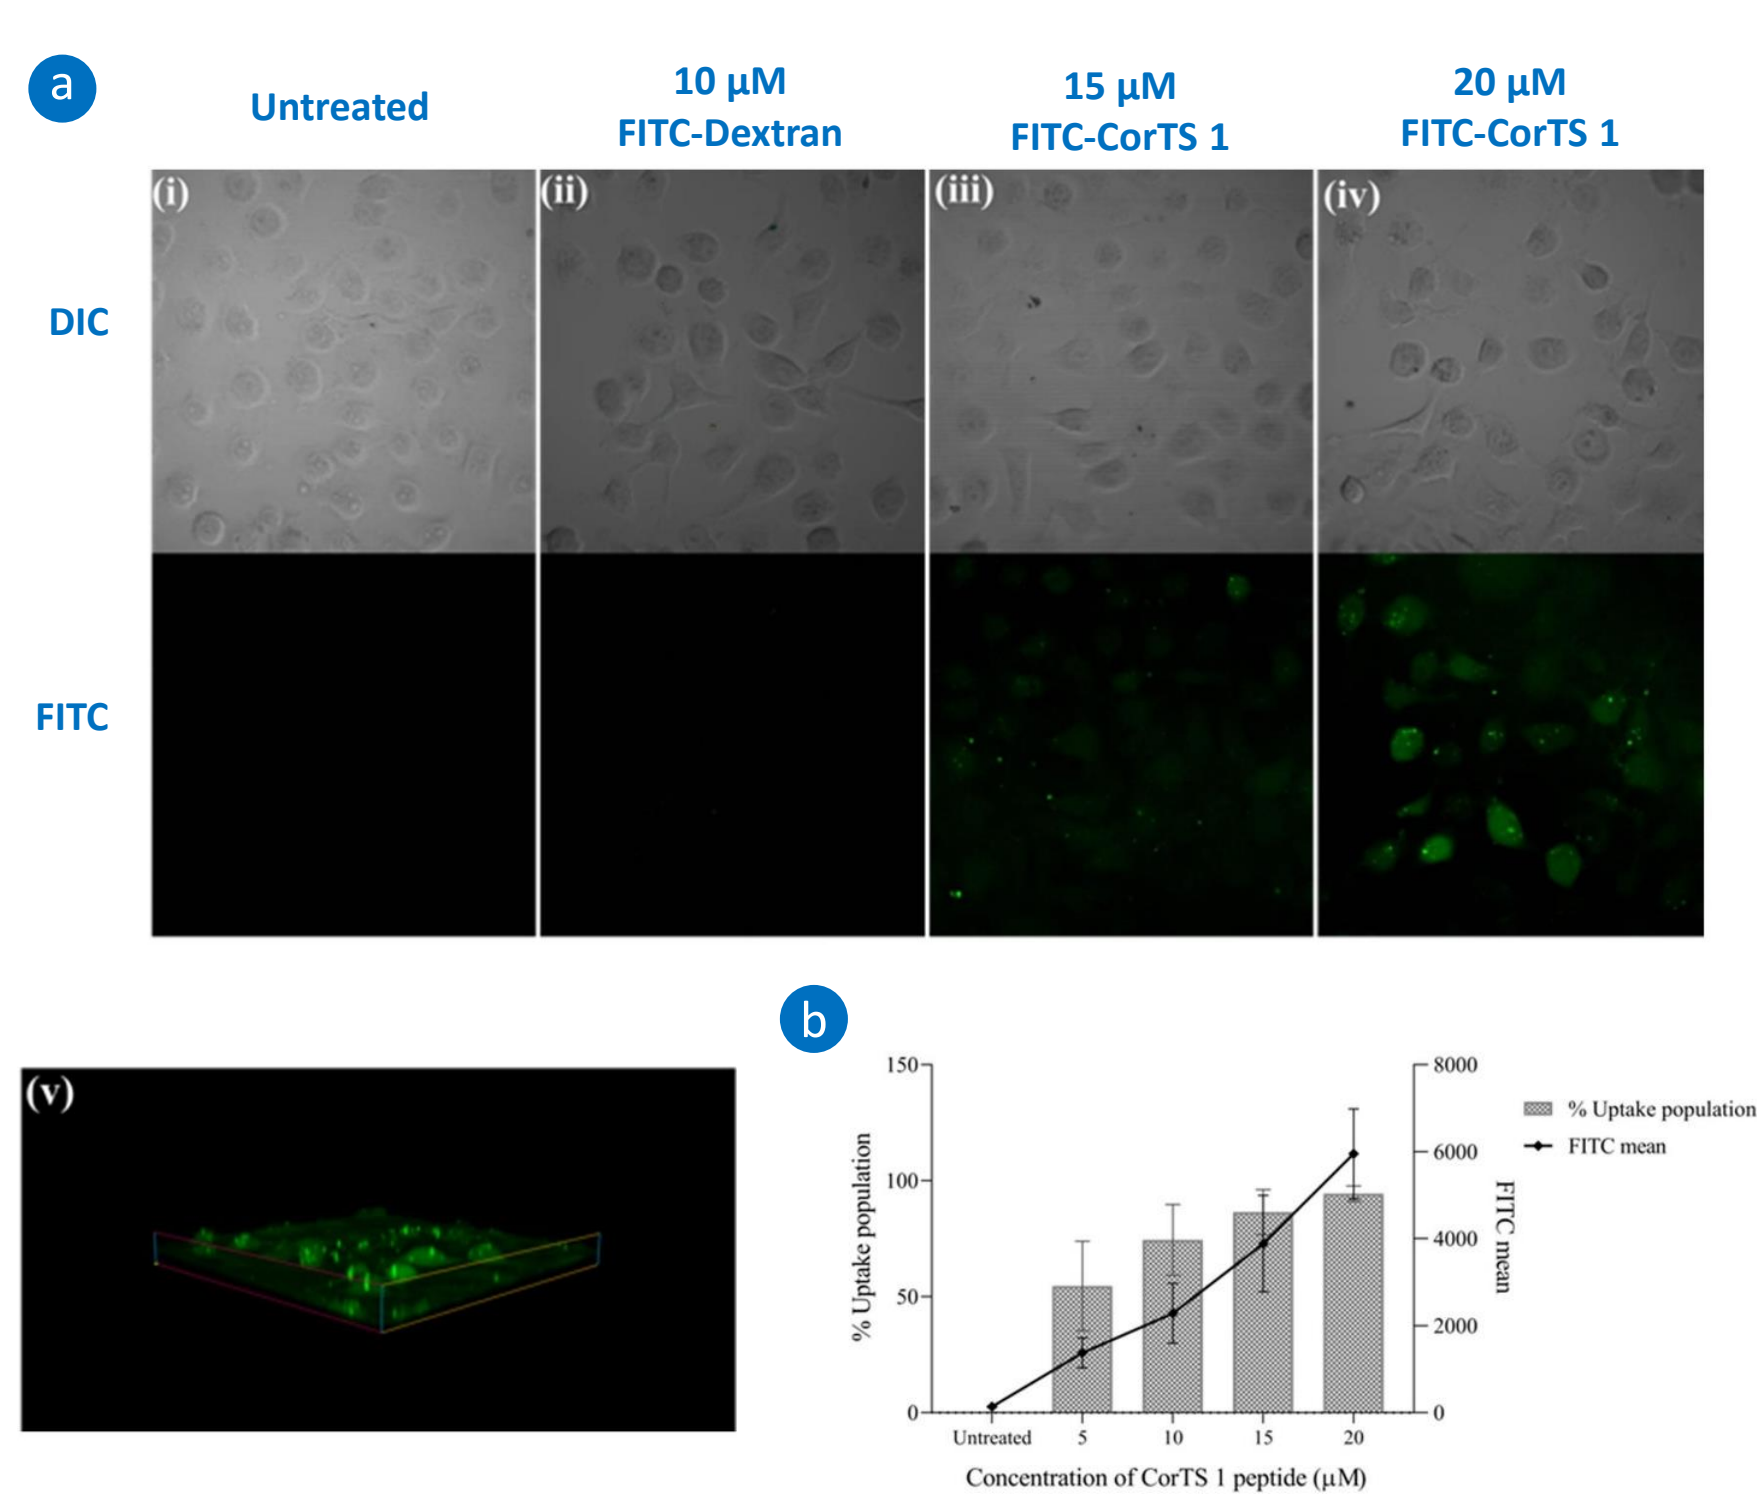 a
Untreated
10 μM
FITC-Dextran
15 μM
FITC-CorTS 1
20 μM
FITC-CorTS 1
(i)
(ii)
(iii)
(iv)
DIC
FITC
(v)
b
150
100
50
0
% Uptake population
8000
6000
4000
2000
0
FITC mean
% Uptake population
FITC mean
Untreated
5
10
15
20
Concentration of CorTS 1 peptide (μM)